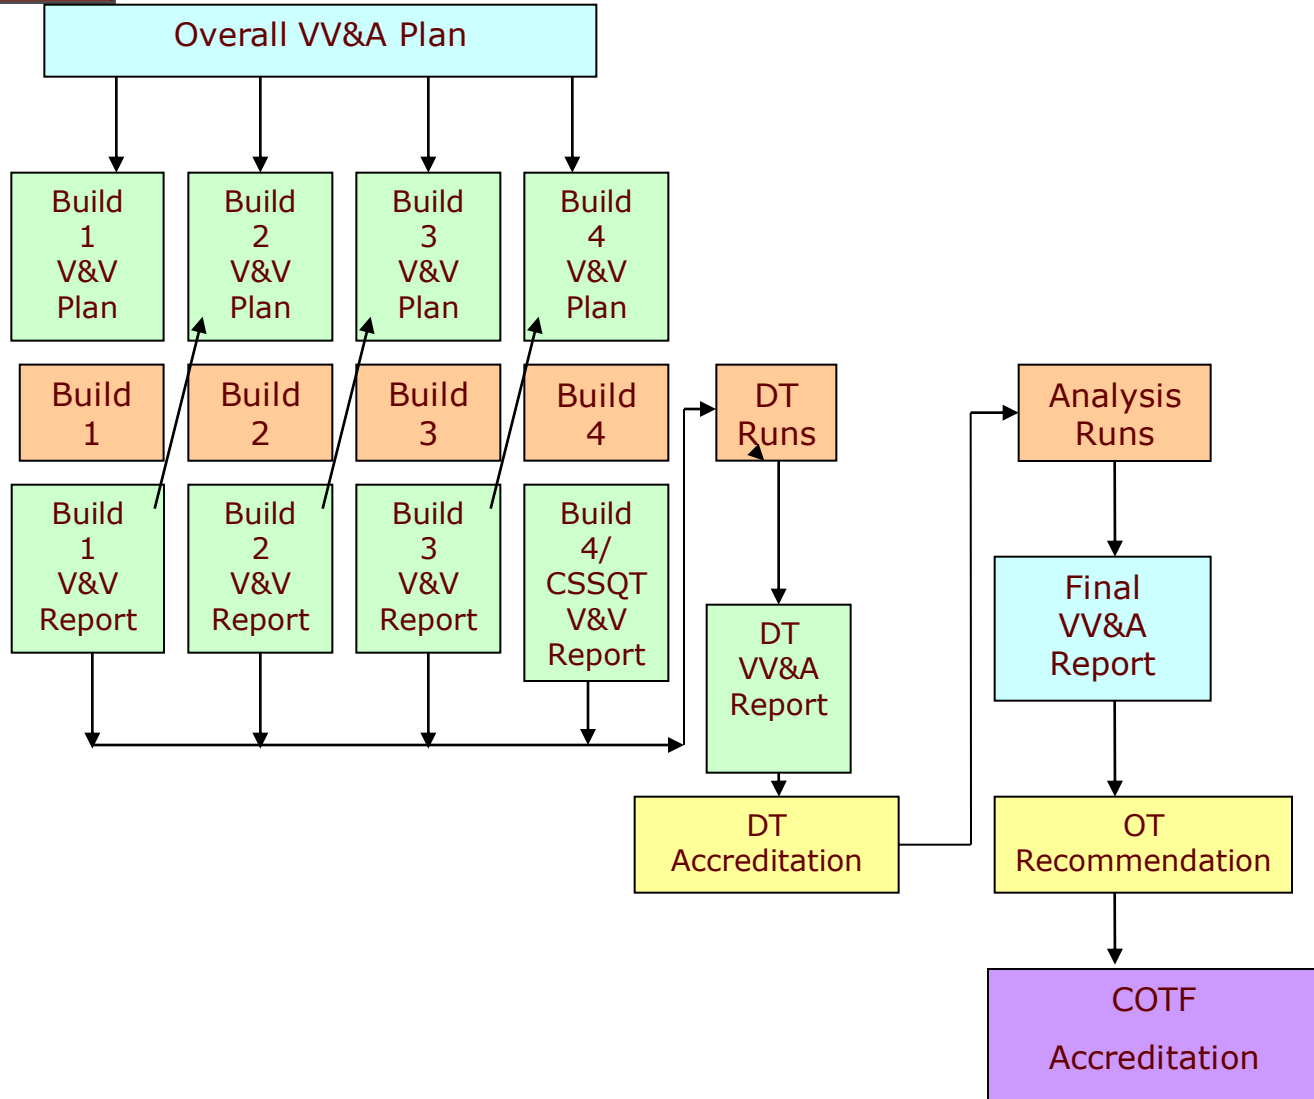 Overall VV&A Plan
Build
1
V&V
Plan
Build
2
V&V
Plan
Build
3
V&V
Plan
Build
4
V&V
Plan
Build
1
Build
2
Build
3
Build
4
DT
Runs
Analysis
Runs
Build
1
V&V
Report
Build
2
V&V
Report
Build
3
V&V
Report
Build
4/
CSSQT
V&V
Report
DT
VV&A
Report
Final
VV&A
Report
DT
Accreditation
OT
Recommendation
COTF
Accreditation